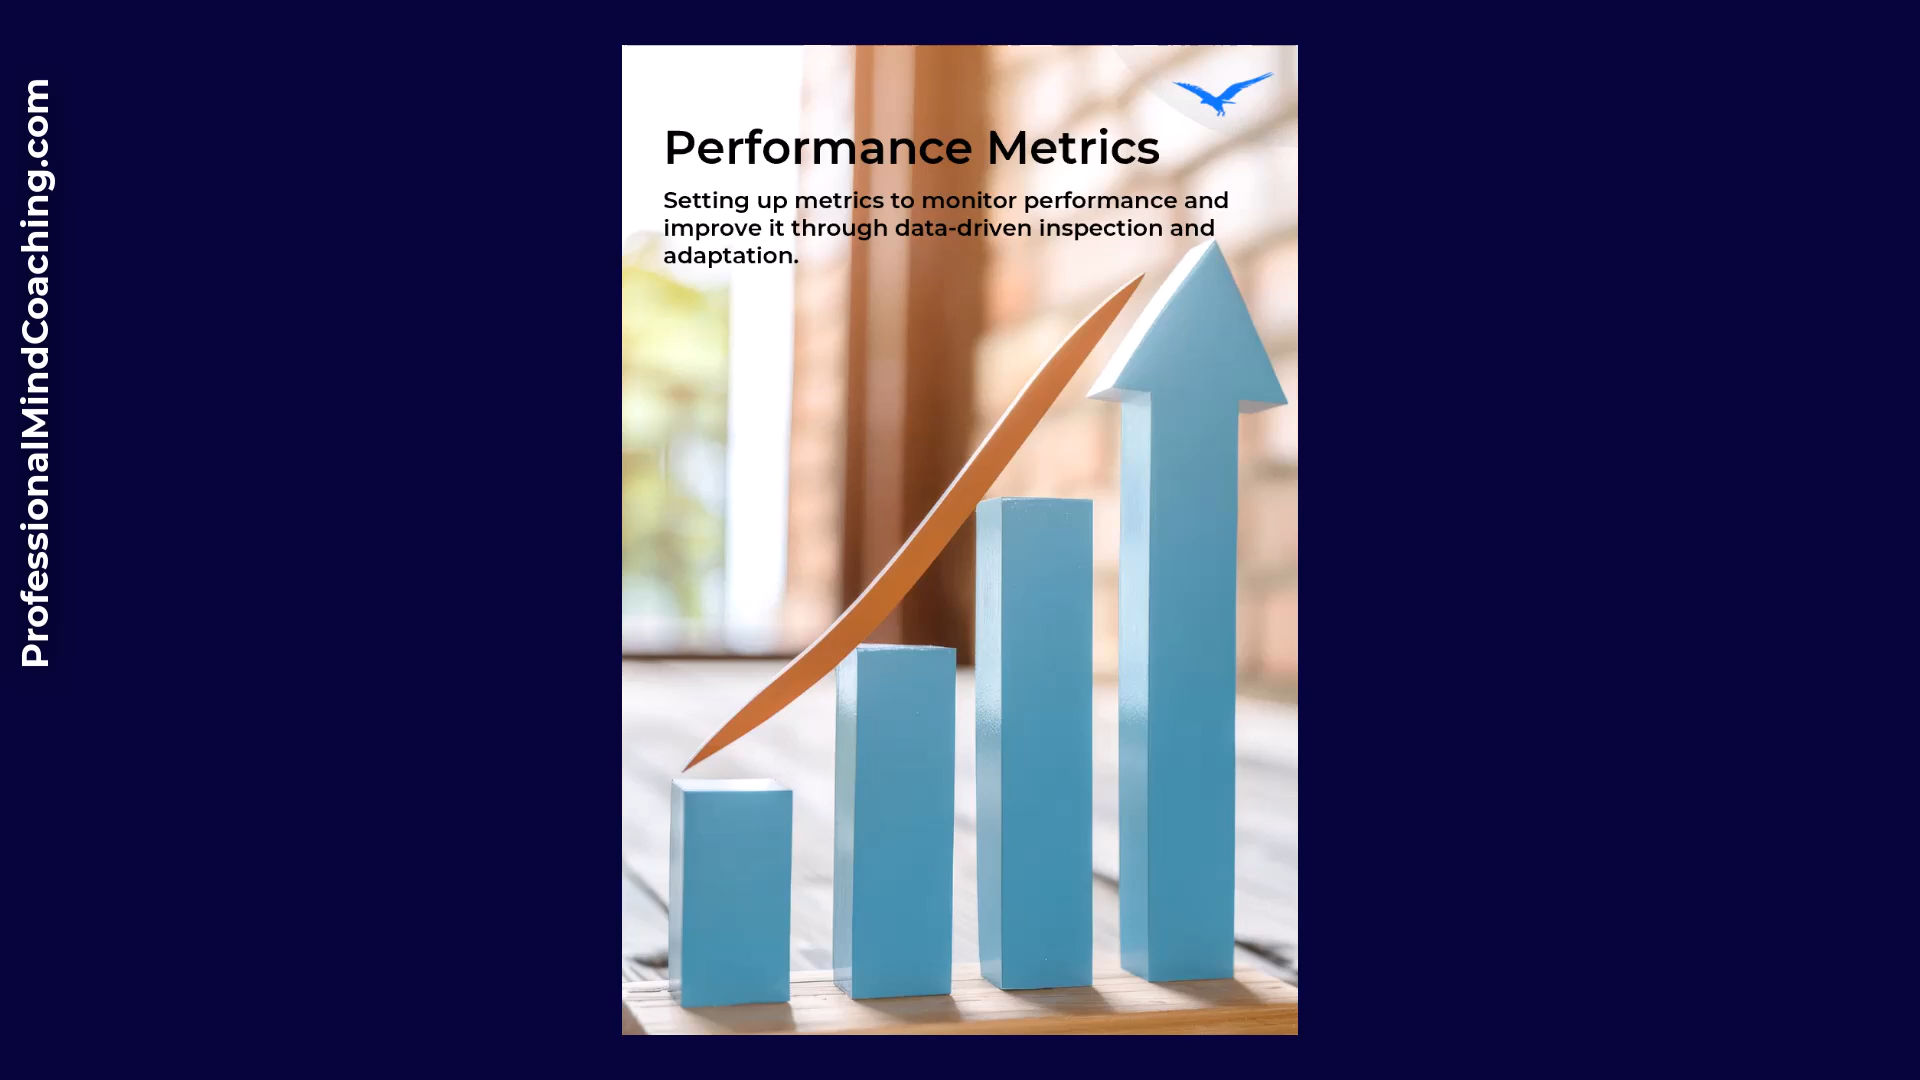 ProfessionalMindCoaching.com
Performance Metrics
Setting up metrics to monitor performance and
improve it through data-driven inspection and
adaptation.